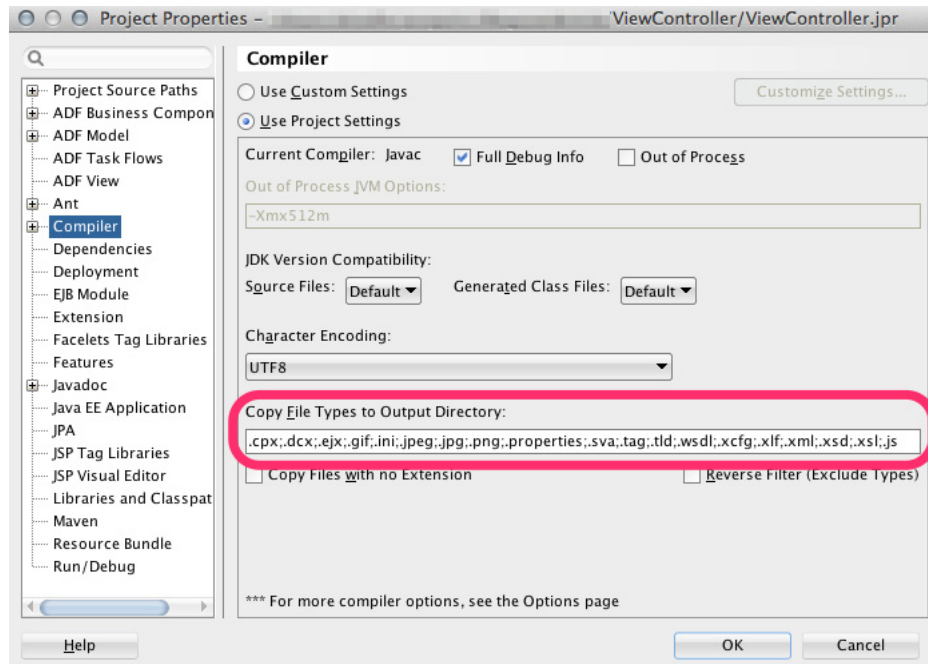 Project Properties – /ViewController/ViewController.jpr
Compiler
Project Source Paths
ADF Business Compon
ADF Model
ADF Task Flows
ADF View
Ant
Compiler
Dependencies
Deployment
EJB Module
Extension
Facelets Tag Libraries
Features
Javadoc
Java EE Application
JPA
JSP Tag Libraries
JSP Visual Editor
Libraries and Classpat
Maven
Resource Bundle
Run/Debug
Use Custom Settings
Customize Settings...
Use Project Settings
Current Compiler: Javac
Full Debug Info
Out of Process
Out of Process JVM Options:
-Xmx512m
JDK Version Compatibility:
Source Files: Default
Generated Class Files: Default
Character Encoding:
UTF8
Copy File Types to Output Directory:
.cpx;.dcx;.ejx;.gif;.ini;.jpeg;.jpg;.png;.properties;.sva;.tag;.tld;.wsdl;.xcfg;.xlf;.xml;.xsd;.xsl;.js
Copy Files with no Extension
Reverse Filter (Exclude Types)
*** For more compiler options, see the Options page
Help
OK
Cancel